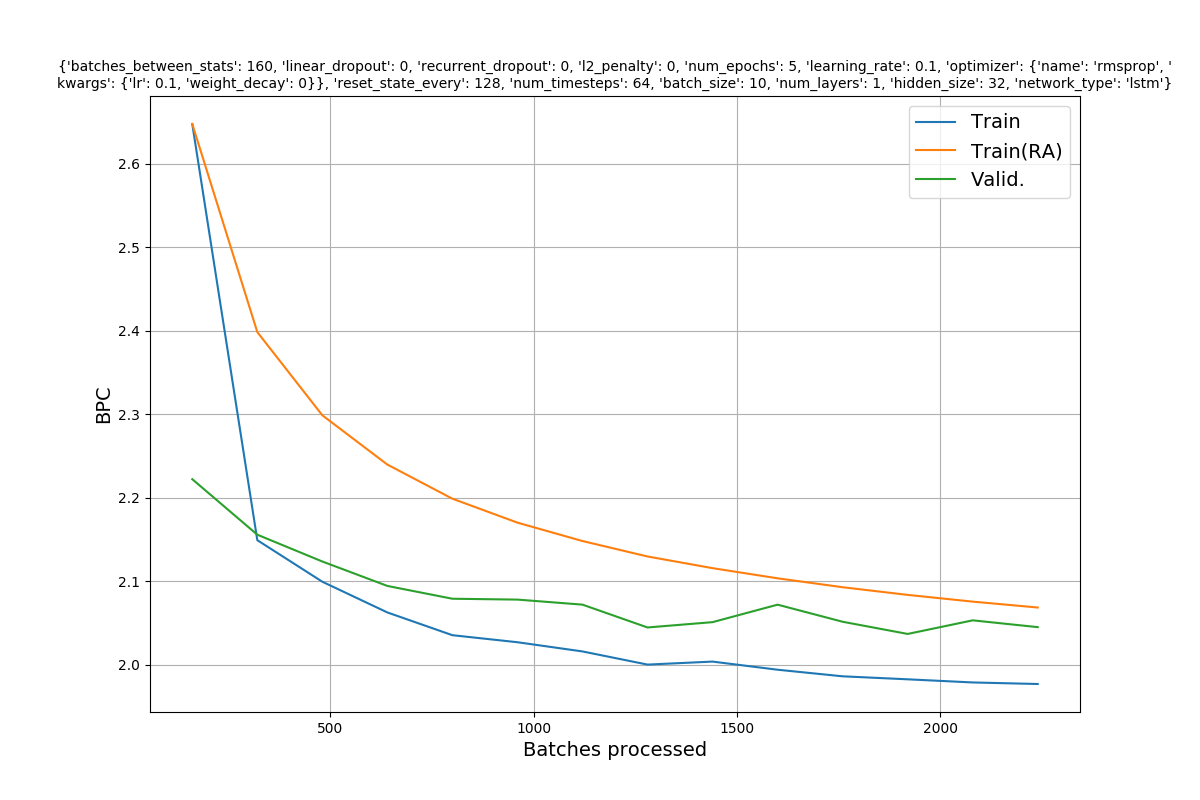 {'batches_between_stats': 160, 'linear_dropout': 0, 'recurrent_dropout': 0, 'l2_penalty': 0, 'num_epochs': 5, 'learning_rate': 0.1, 'optimizer': {'name': 'rmsprop', '
kwargs': {'lr': 0.1, 'weight_decay': 0}}, 'reset_state_every': 128, 'num_timesteps': 64, 'batch_size': 10, 'num_layers': 1, 'hidden_size': 32, 'network_type': 'lstm'}
Train
Train(RA)
Valid.
2.6
2.5
2.4
2.3
2.2
2.1
2.0
BPC
500
1000
1500
2000
Batches processed